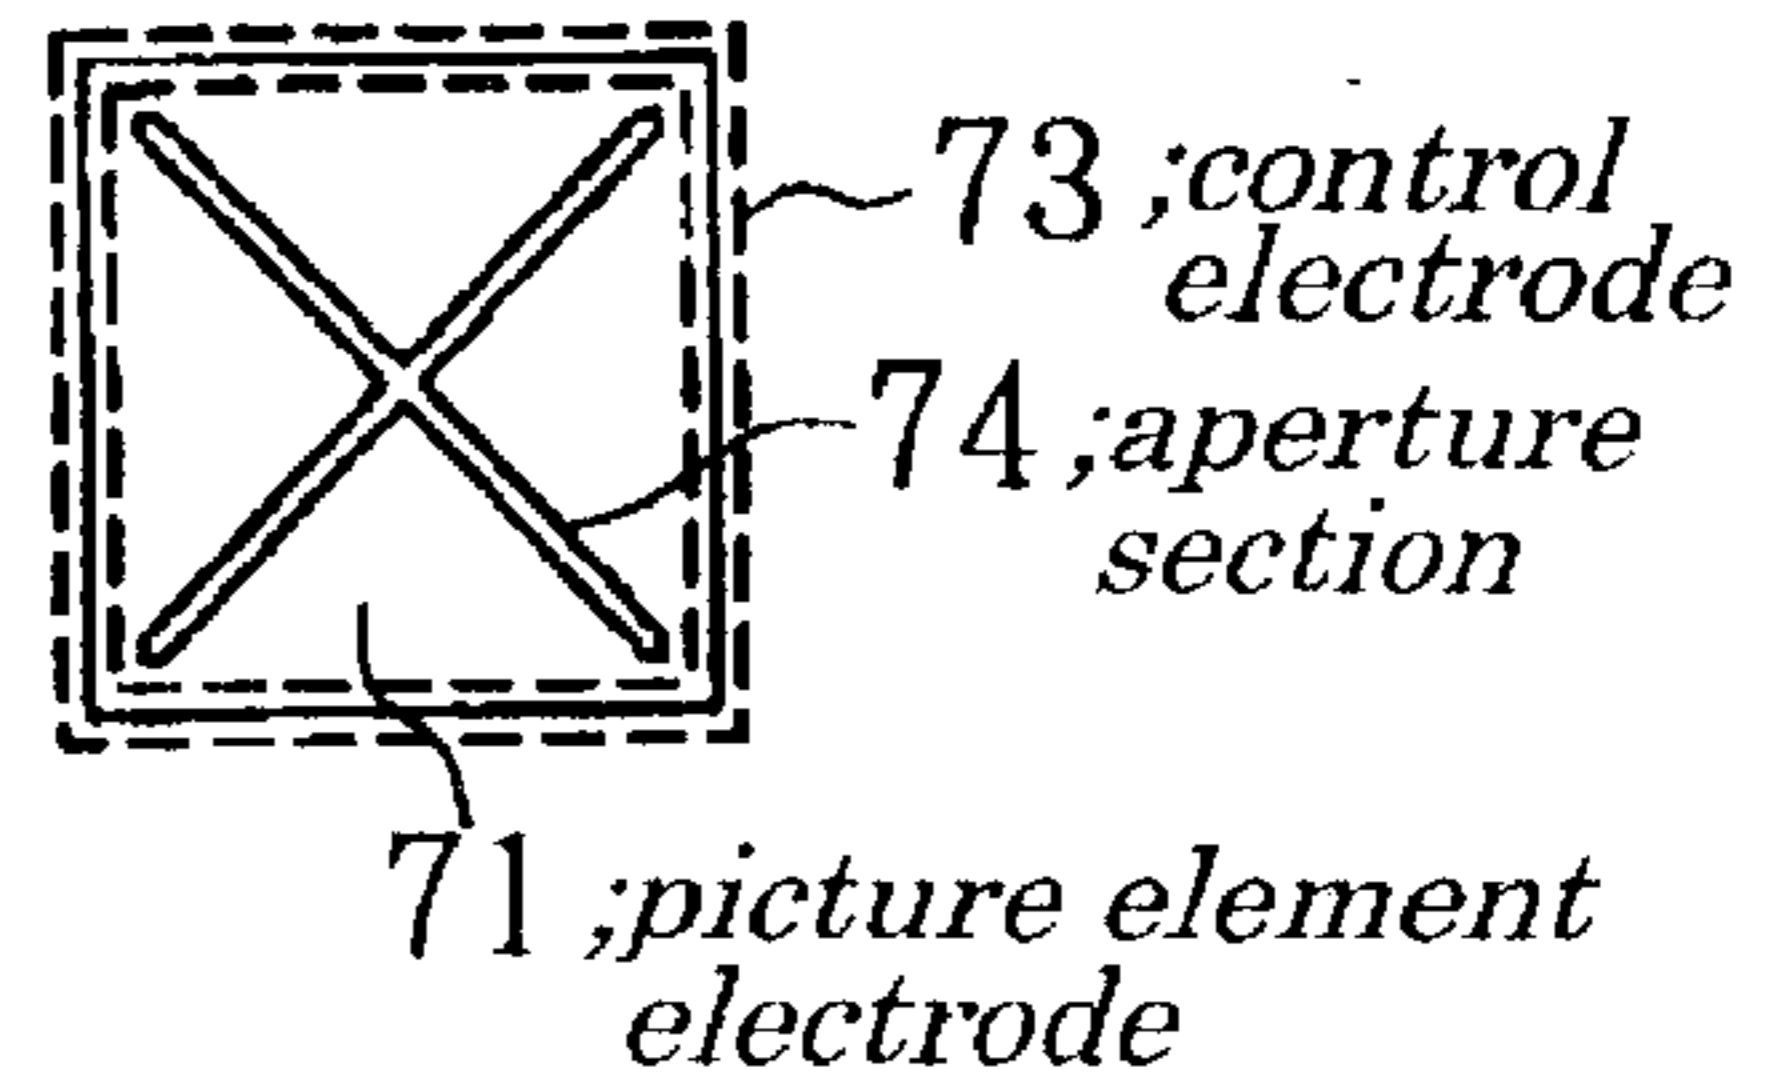 73 ;control
electrode
74 ;aperture
section
71 ;picture element
electrode